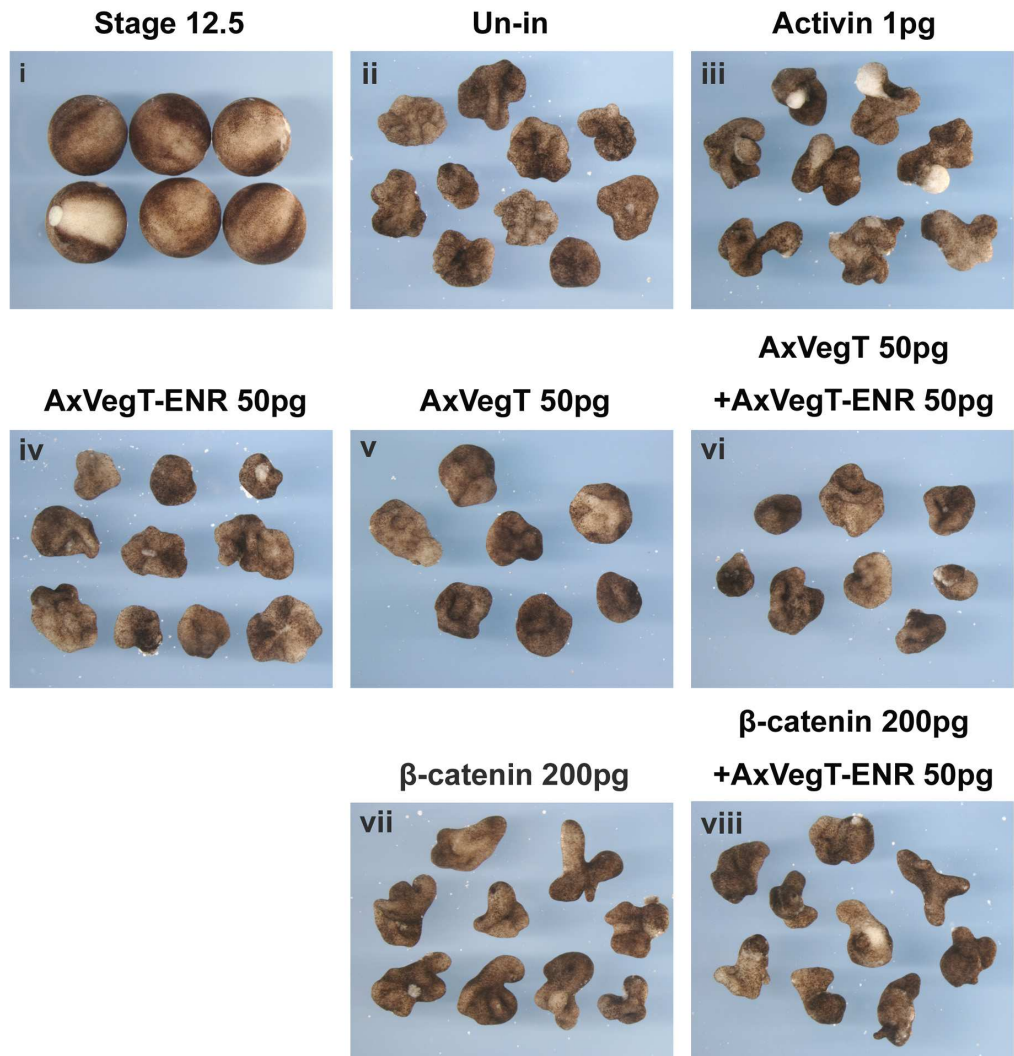 Stage 12.5
Un-in
Activin 1pg
i
ii
iii
AxVegT-ENR 50pg
AxVegT 50pg
AxVegT 50pg
+AxVegT-ENR 50pg
iv
v
vi
β-catenin 200pg
β-catenin 200pg
+AxVegT-ENR 50pg
vii
viii